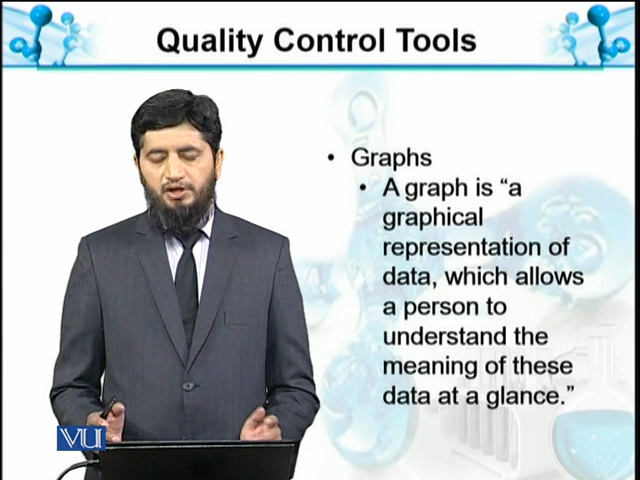 Quality Control Tools
• Graphs
• A graph is “a
graphical
representation of
data, which allows
a person to
understand the
meaning of these
data at a glance.”
VU